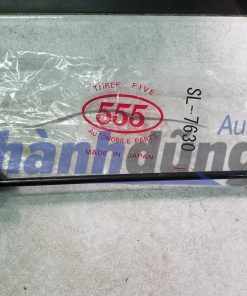 THREE FIVE
555
AUTOMOBILE PARTS
MADE IN JAPAN
SL-7630
Au
hànhdũng